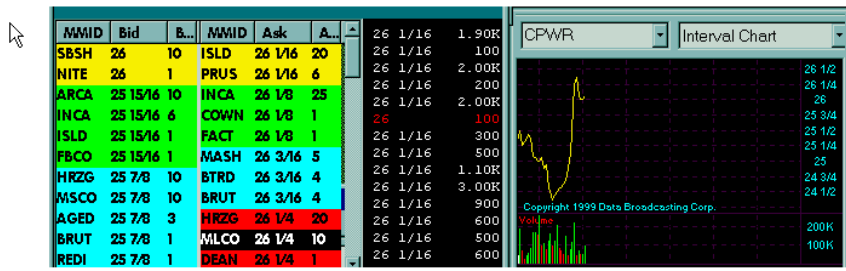 MMID Bid B... MMID Ask A...
SBSH 26 10 ISLD 26 1/16 20
NITE 26 1 PRUS 26 1/16 6
ARCA 25 15/16 10 INCA 26 1/8 25
INCA 25 15/16 6 COWN 26 1/8 1
ISLD 25 15/16 1 FACT 26 1/8 1
FBCO 25 15/16 1 MASH 26 3/16 5
HRZG 25 7/8 10 BTRD 26 3/16 4
MSCO 25 7/8 10 BRUT 26 3/16 4
AGED 25 7/8 3 HRZG 26 1/4 20
BRUT 25 7/8 1 MLCO 26 1/4 10
REDI 25 7/8 1 DEAN 26 1/4 1
26 1/16 1.90K
26 1/16 100
26 1/16 2.00K
26 1/16 200
26 1/16 2.00K
26 100
26 1/16 300
26 1/16 500
26 1/16 1.10K
26 1/16 3.00K
26 1/16 900
26 1/16 600
26 1/16 500
26 1/16 600
CPWR Interval Chart
26 1/2
26 1/4
26
25 3/4
25 1/2
25 1/4
25
24 3/4
24 1/2
Copyright 1999 Data Broadcasting Corp.
Volume
200K
100K